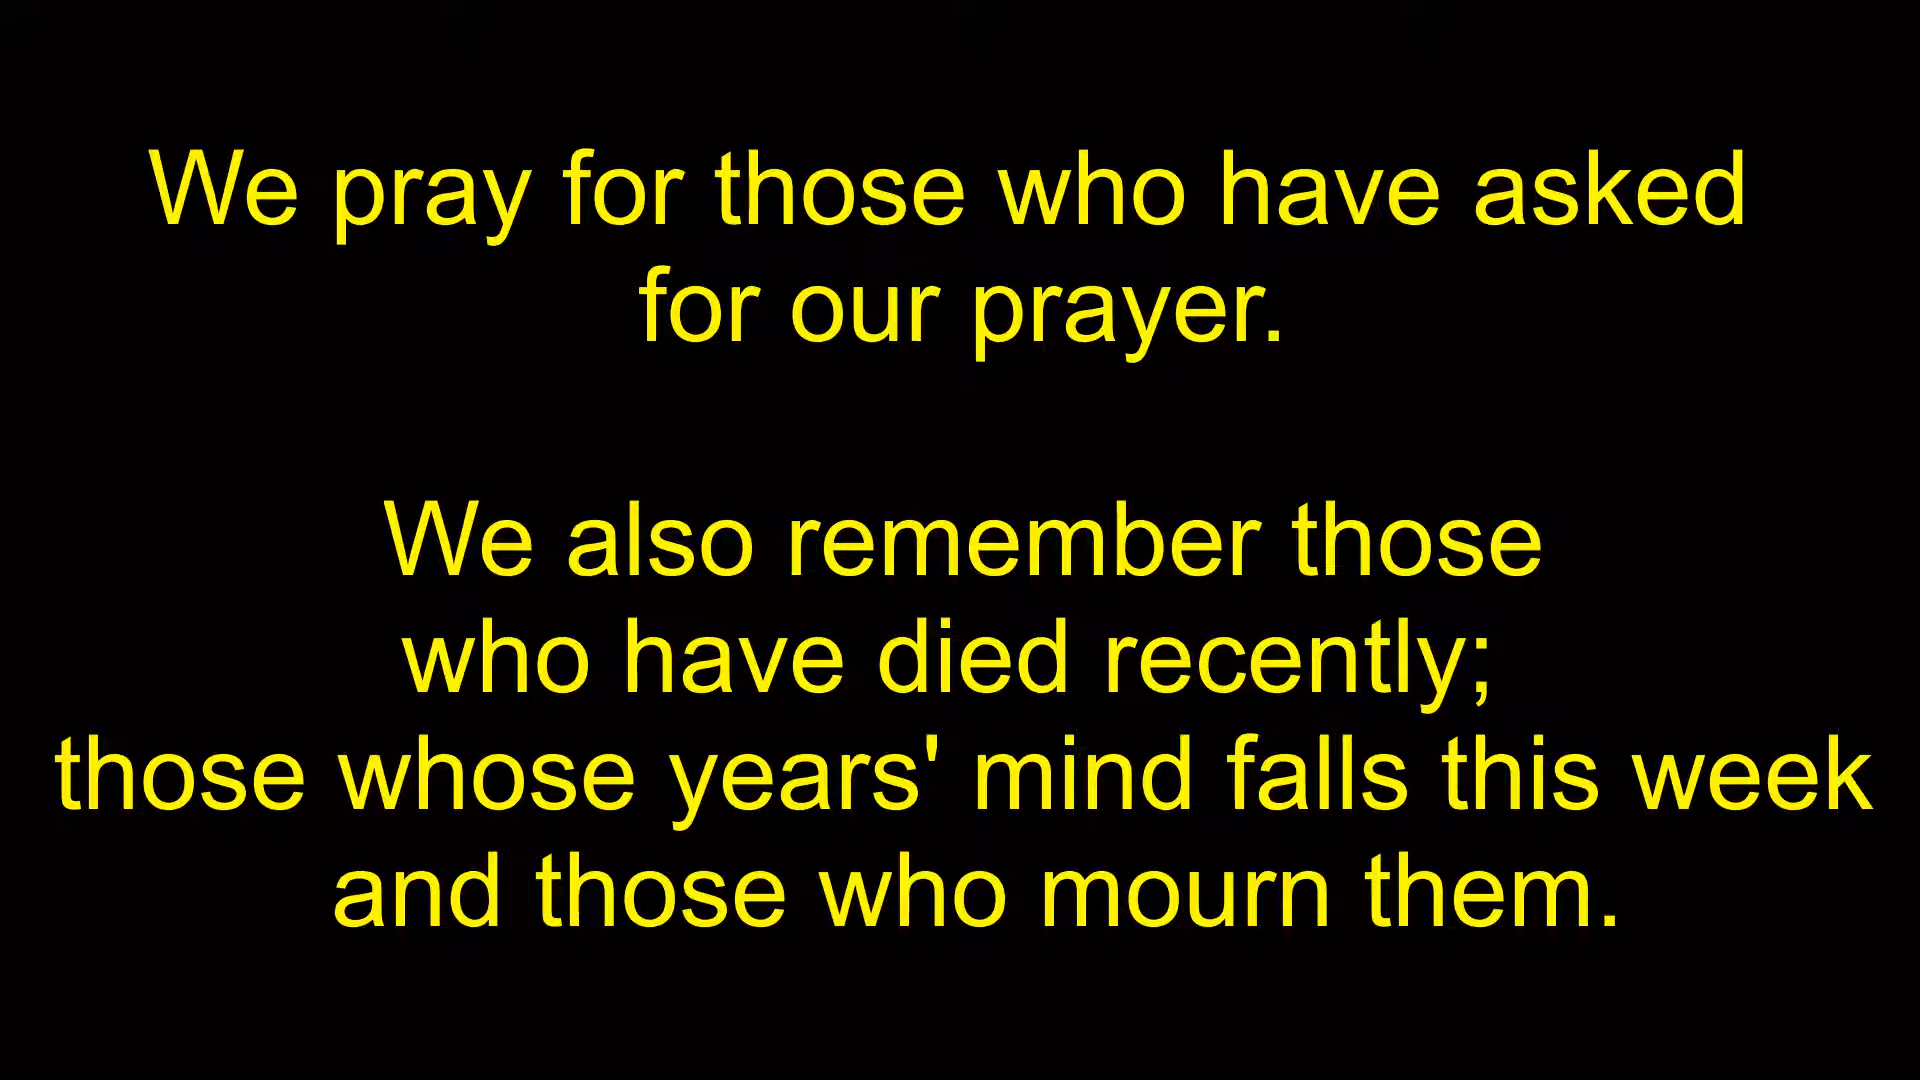 We pray for those who have asked
for our prayer.
We also remember those
who have died recently;
those whose years' mind falls this week
and those who mourn them.